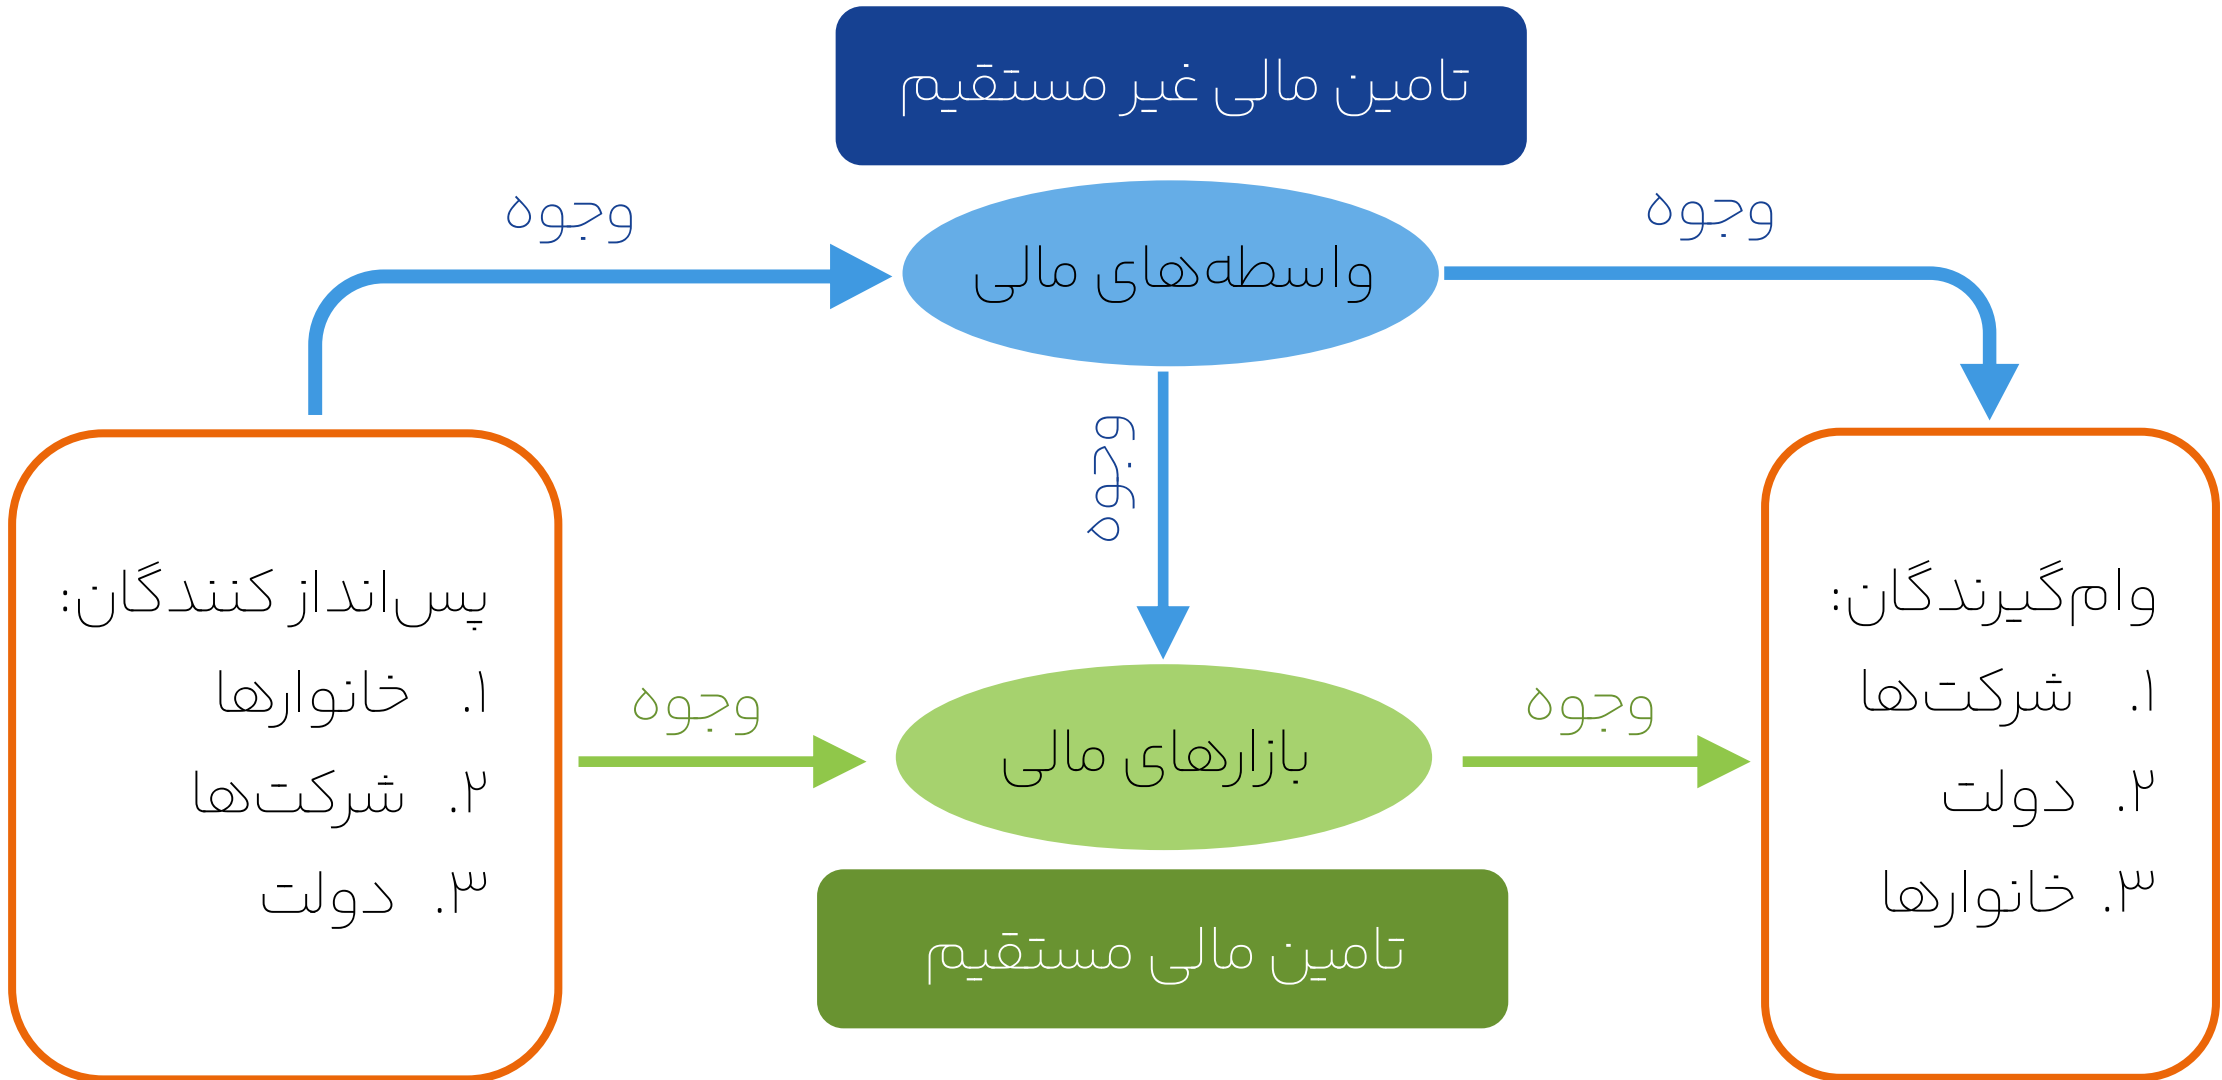 تامین مالی غیر مستقیم
وجوه
وجوه
واسطه‌های مالی
وجوه
پس‌انداز کنندگان:
۱. خانوارها
۲. شرکت‌ها
۳. دولت
وجوه
بازارهای مالی
وجوه
وام‌گیرندگان:
۱. شرکت‌ها
۲. دولت
۳. خانوارها
تامین مالی مستقیم